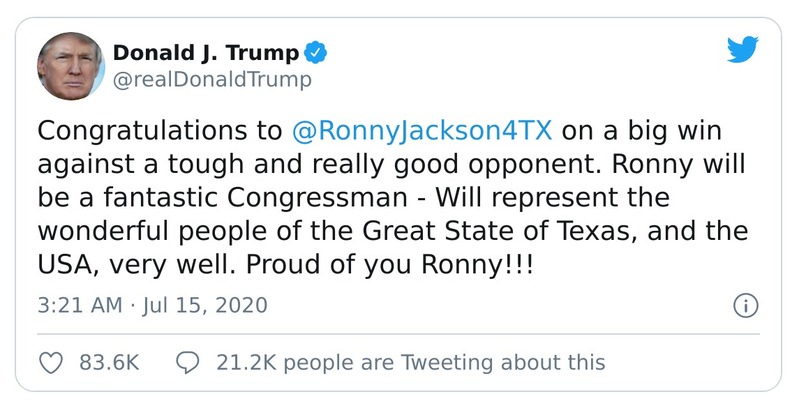 Donald J. Trump
@realDonaldTrump
Congratulations to @RonnyJackson4TX on a big win
against a tough and really good opponent. Ronny will
be a fantastic Congressman - Will represent the
wonderful people of the Great State of Texas, and the
USA, very well. Proud of you Ronny!!!
3:21 AM · Jul 15, 2020
83.6K 21.2K people are Tweeting about this